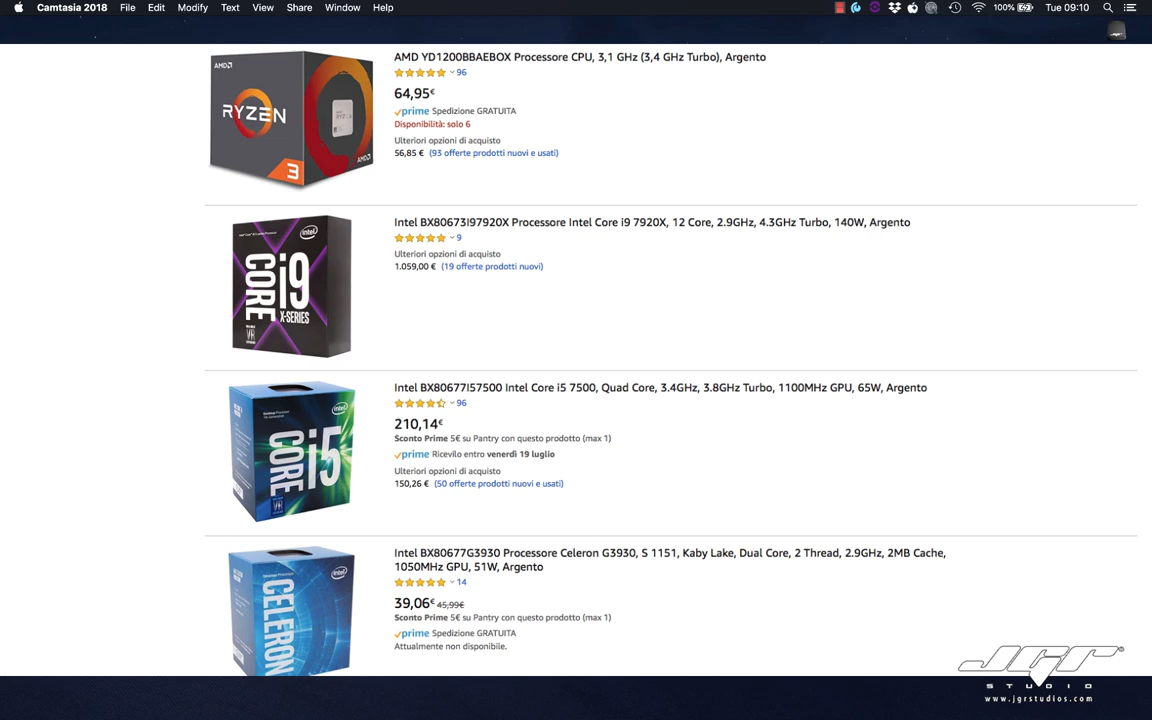 Camtasia 2018 File Edit Modify Text View Share Window Help 100% Tue 09:10
AMD YD1200BBAEBOX Processore CPU, 3,1 GHz (3,4 GHz Turbo), Argento
96
64,95€
prime Spedizione GRATUITA
Disponibilità: solo 6
Ulteriori opzioni di acquisto
56,85 € (93 offerte prodotti nuovi e usati)
AMD
RYZEN
3
AMD
Intel BX80673I97920X Processore Intel Core i9 7920X, 12 Core, 2.9GHz, 4.3GHz Turbo, 140W, Argento
9
Ulteriori opzioni di acquisto
1.059,00 € (19 offerte prodotti nuovi)
intel
CORE i9
X-SERIES
VR
Intel BX80677I57500 Intel Core i5 7500, Quad Core, 3.4GHz, 3.8GHz Turbo, 1100MHz GPU, 65W, Argento
96
210,14€
Sconto Prime 5€ su Pantry con questo prodotto (max 1)
prime Ricevilo entro venerdì 19 luglio
Ulteriori opzioni di acquisto
150,26 € (50 offerte prodotti nuovi e usati)
intel
CORE i5
VR
Intel BX80677G3930 Processore Celeron G3930, S 1151, Kaby Lake, Dual Core, 2 Thread, 2.9GHz, 2MB Cache,
1050MHz GPU, 51W, Argento
14
39,06€ 45,99€
Sconto Prime 5€ su Pantry con questo prodotto (max 1)
prime Spedizione GRATUITA
Attualmente non disponibile.
intel
CELERON
JGR
STUDIO
www.jgrstudios.com